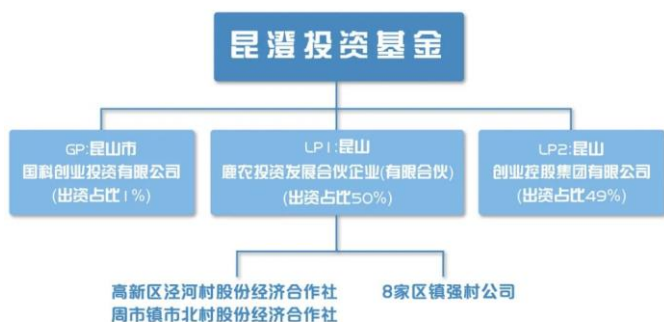 昆澄投资基金
GP:昆山市
国科创业投资有限公司
(出资占比1%)
LP1:昆山
鹿农投资发展合伙企业(有限合伙)
(出资占比50%)
LP2:昆山
创业控股集团有限公司
(出资占比49%)
高新区泾河村股份经济合作社
周市镇市北村股份经济合作社
8家区镇强村公司